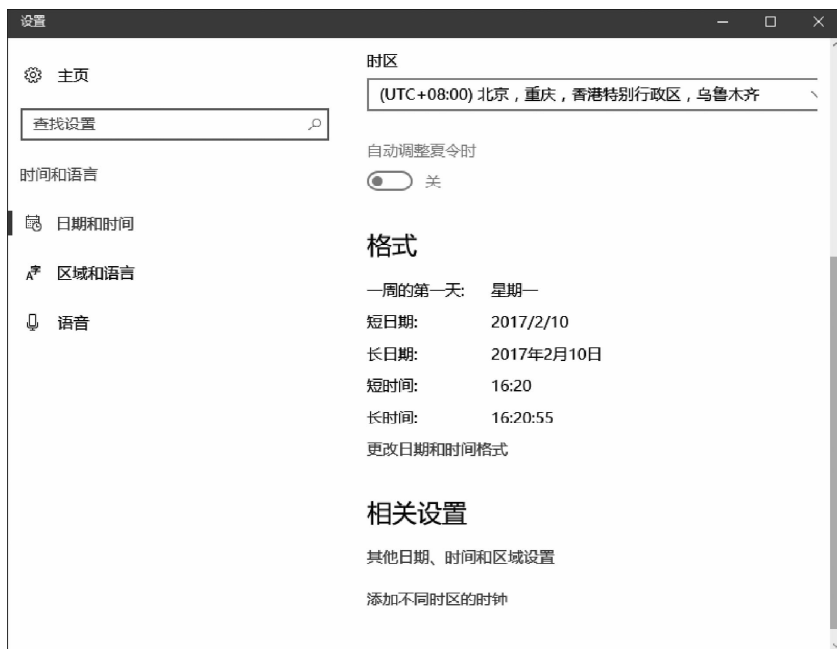 设置
主页
查找设置
时间和语言
日期和时间
区域和语言
语音
时区
(UTC+08:00) 北京，重庆，香港特别行政区，乌鲁木齐
自动调整夏令时
关
格式
一周的第一天: 星期一
短日期: 2017/2/10
长日期: 2017年2月10日
短时间: 16:20
长时间: 16:20:55
更改日期和时间格式
相关设置
其他日期、时间和区域设置
添加不同时区的时钟